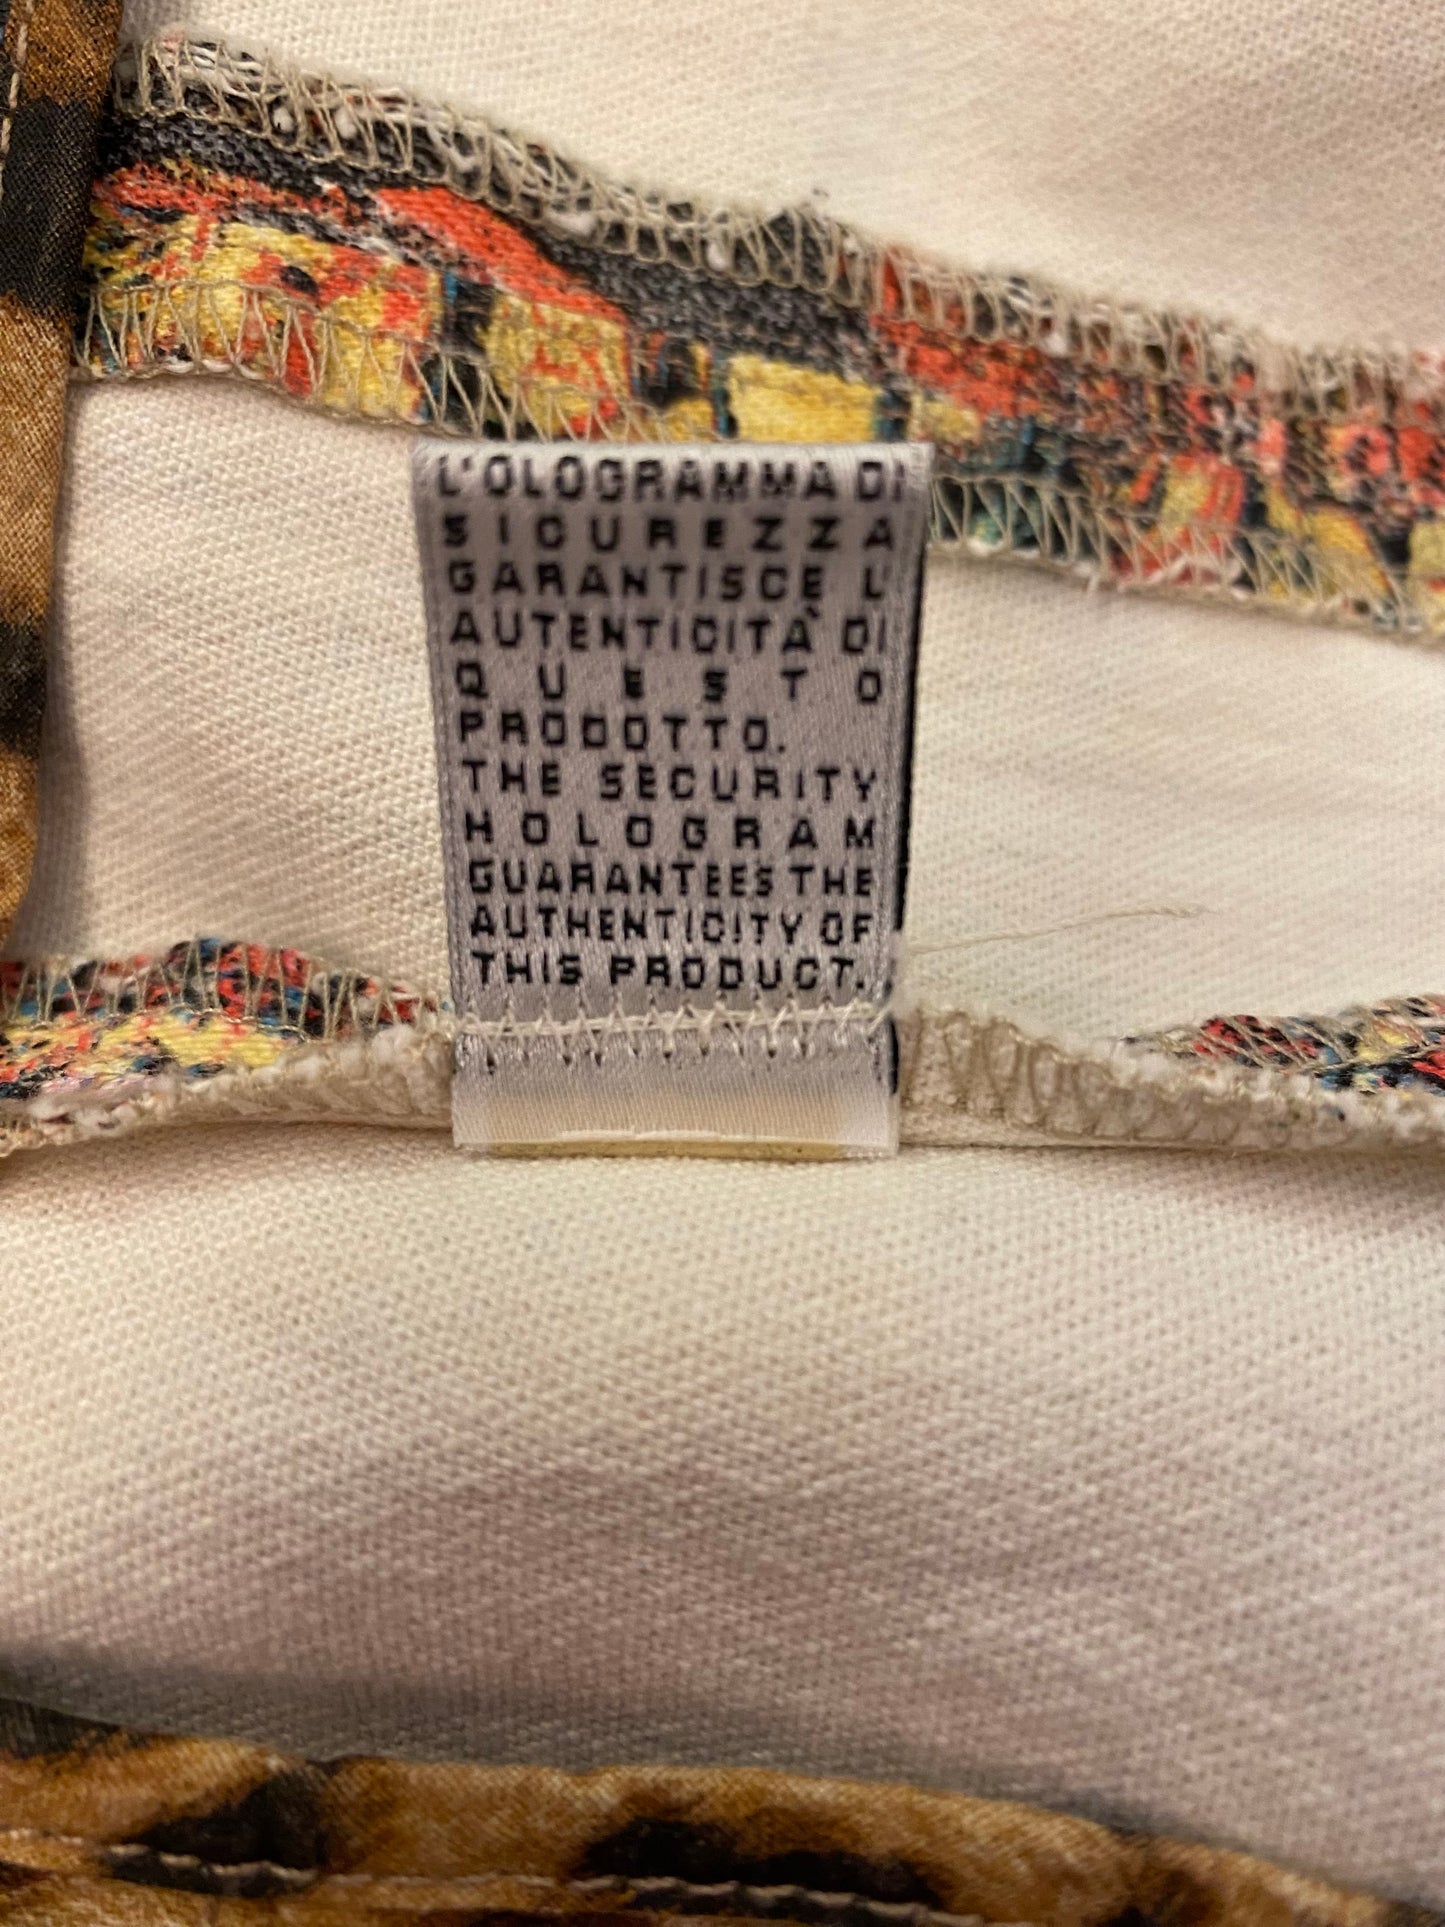 L'OLOGRAMMA DI
SICUREZZA
GARANTISCE L
AUTENTICITÀ DI
QUESTO
PRODOTTO.
THE SECURITY
HOLOGRAM
GUARANTEES THE
AUTHENTICITY OF
THIS PRODUCT.